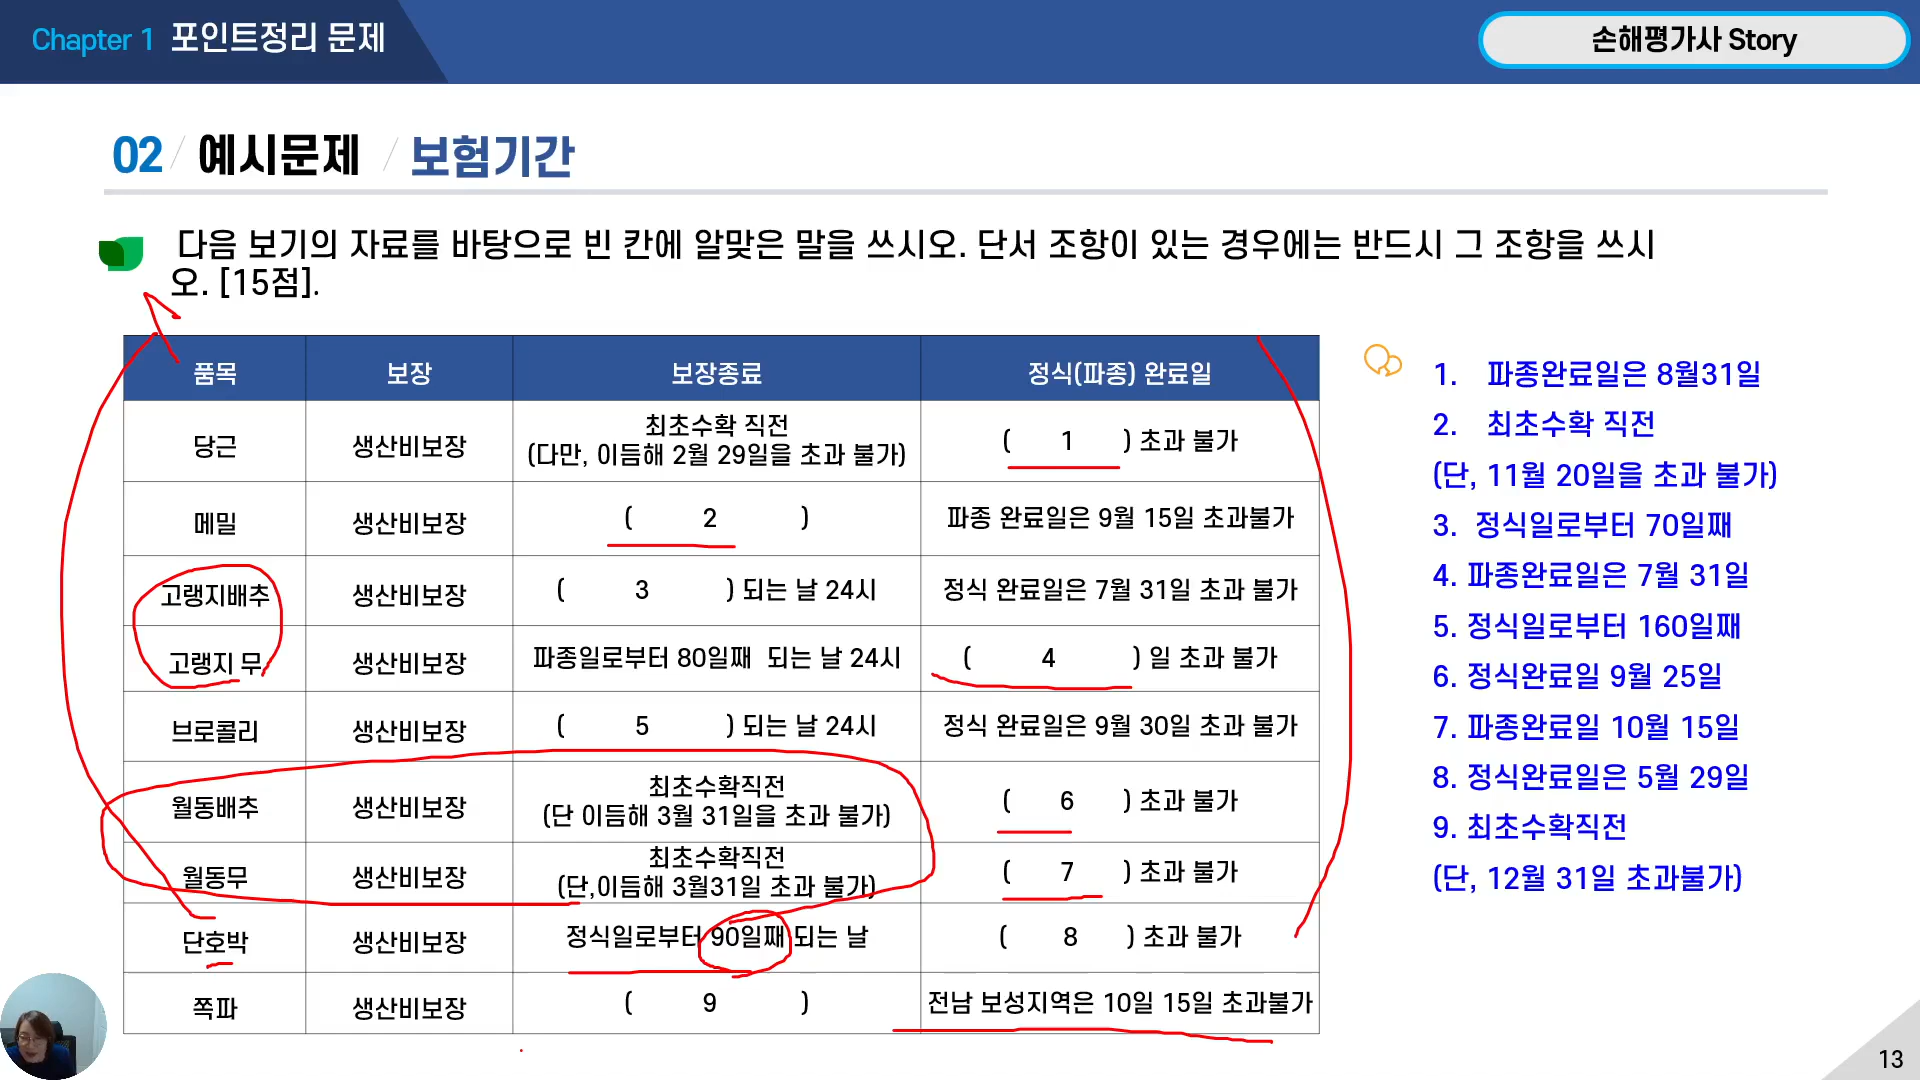 Chapter 1 포인트정리 문제
손해평가사 Story
02 / 예시문제 / 보험기간
다음 보기의 자료를 바탕으로 빈 칸에 알맞은 말을 쓰시오. 단서 조항이 있는 경우에는 반드시 그 조항을 쓰시
오. [15점].
품목 보장 보장종료 정식(파종) 완료일
당근 생산비보장 최초수확 직전 ( 1 ) 초과 불가
(다만, 이듬해 2월 29일을 초과 불가)
메밀 생산비보장 ( 2 ) 파종 완료일은 9월 15일 초과불가
고랭지배추 생산비보장 ( 3 ) 되는 날 24시 정식 완료일은 7월 31일 초과 불가
고랭지 무 생산비보장 파종일로부터 80일째 되는 날 24시 ( 4 ) 일 초과 불가
브로콜리 생산비보장 ( 5 ) 되는 날 24시 정식 완료일은 9월 30일 초과 불가
월동배추 생산비보장 최초수확직전 ( 6 ) 초과 불가
(단 이듬해 3월 31일을 초과 불가)
월동무 생산비보장 최초수확직전 ( 7 ) 초과 불가
(단,이듬해 3월31일 초과 불가)
단호박 생산비보장 정식일로부터 90일째 되는 날 ( 8 ) 초과 불가
쪽파 생산비보장 ( 9 ) 전남 보성지역은 10일 15일 초과불가
1. 파종완료일은 8월31일
2. 최초수확 직전
(단, 11월 20일을 초과 불가)
3. 정식일로부터 70일째
4. 파종완료일은 7월 31일
5. 정식일로부터 160일째
6. 정식완료일 9월 25일
7. 파종완료일 10월 15일
8. 정식완료일은 5월 29일
9. 최초수확직전
(단, 12월 31일 초과불가)
13